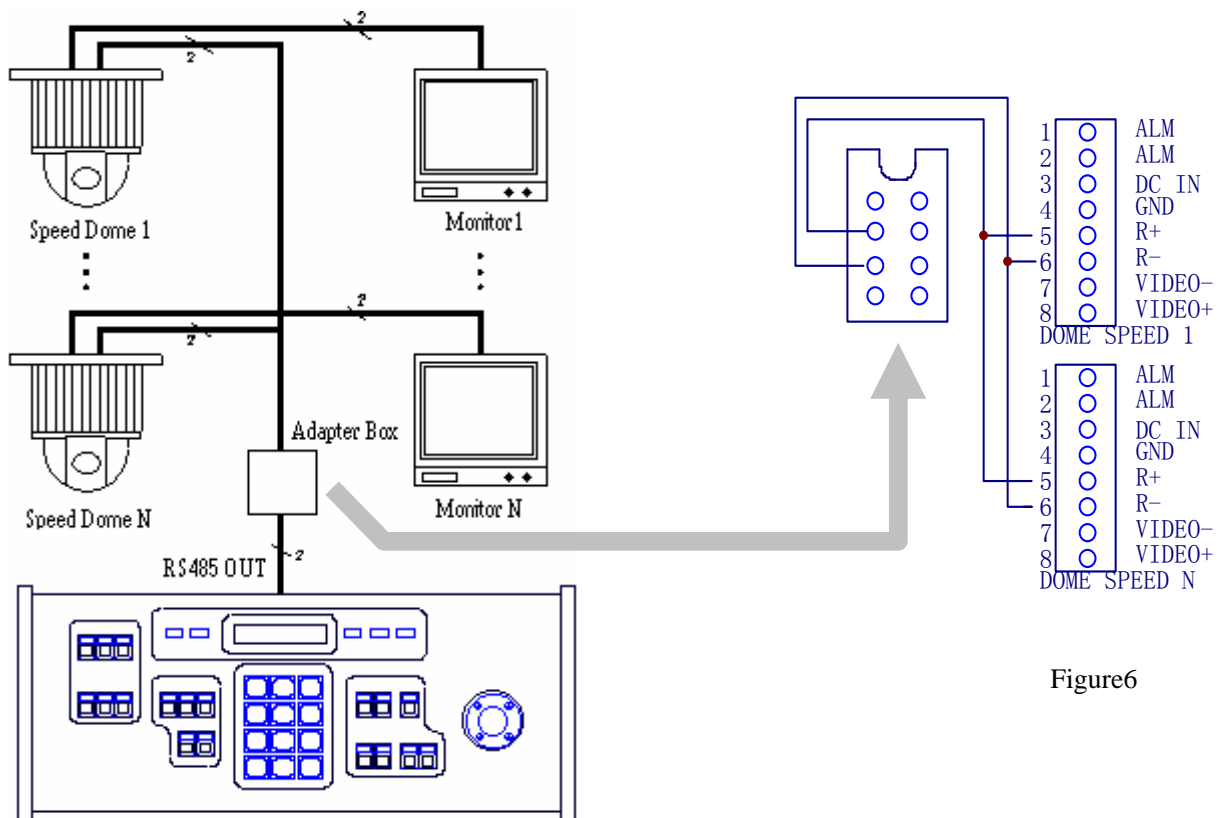 2
2
Speed Dome 1
Monitor1
2
2
Speed Dome N
Adapter Box
Monitor N
RS485 OUT
2
1 ALM
2 ALM
3 DC IN
4 GND
5 R+
6 R-
7 VIDEO-
8 VIDEO+
DOME SPEED 1
1 ALM
2 ALM
3 DC IN
4 GND
5 R+
6 R-
7 VIDEO-
8 VIDEO+
DOME SPEED N
Figure6